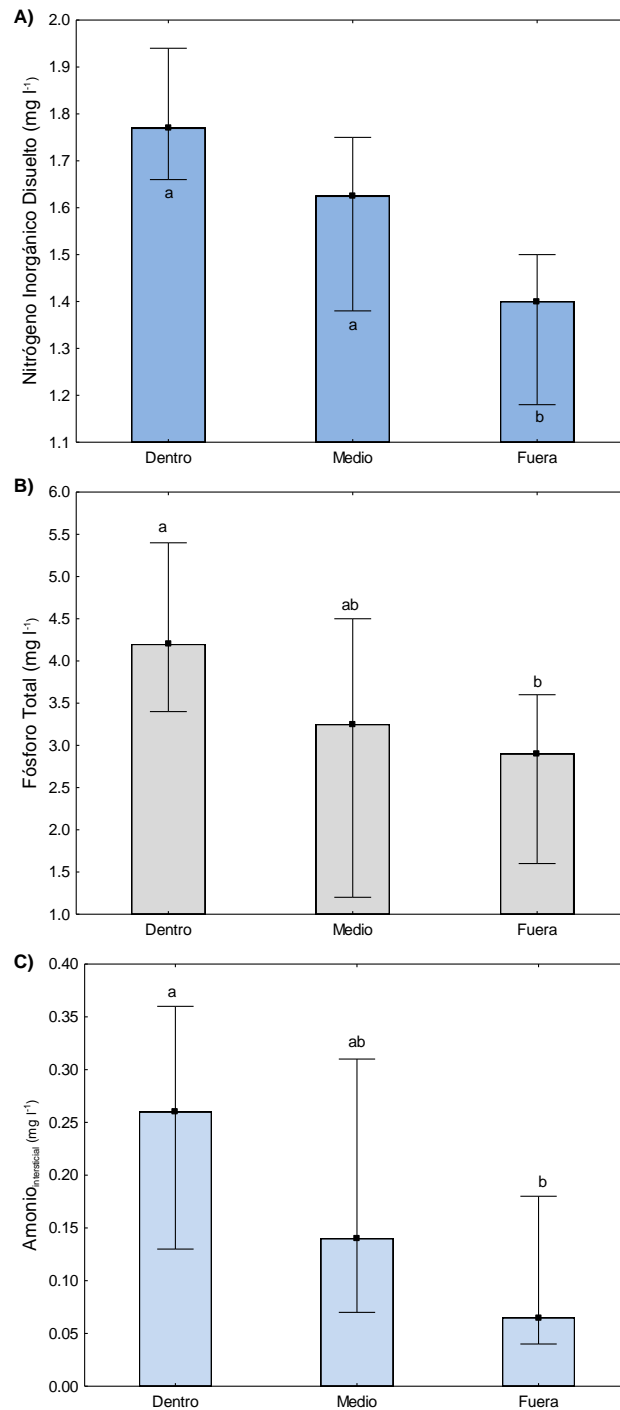 A)
Nitrógeno Inorgánico Disuelto (mg l-1)
2.0
1.9
1.8
1.7
1.6
1.5
1.4
1.3
1.2
1.1
a
a
b
Dentro Medio Fuera
B)
Fósforo Total (mg l-1)
6.0
5.5
5.0
4.5
4.0
3.5
3.0
2.5
2.0
1.5
1.0
a
ab
b
Dentro Medio Fuera
C)
Amonio intersticial (mg l-1)
0.40
0.35
0.30
0.25
0.20
0.15
0.10
0.05
0.00
a
ab
b
Dentro Medio Fuera